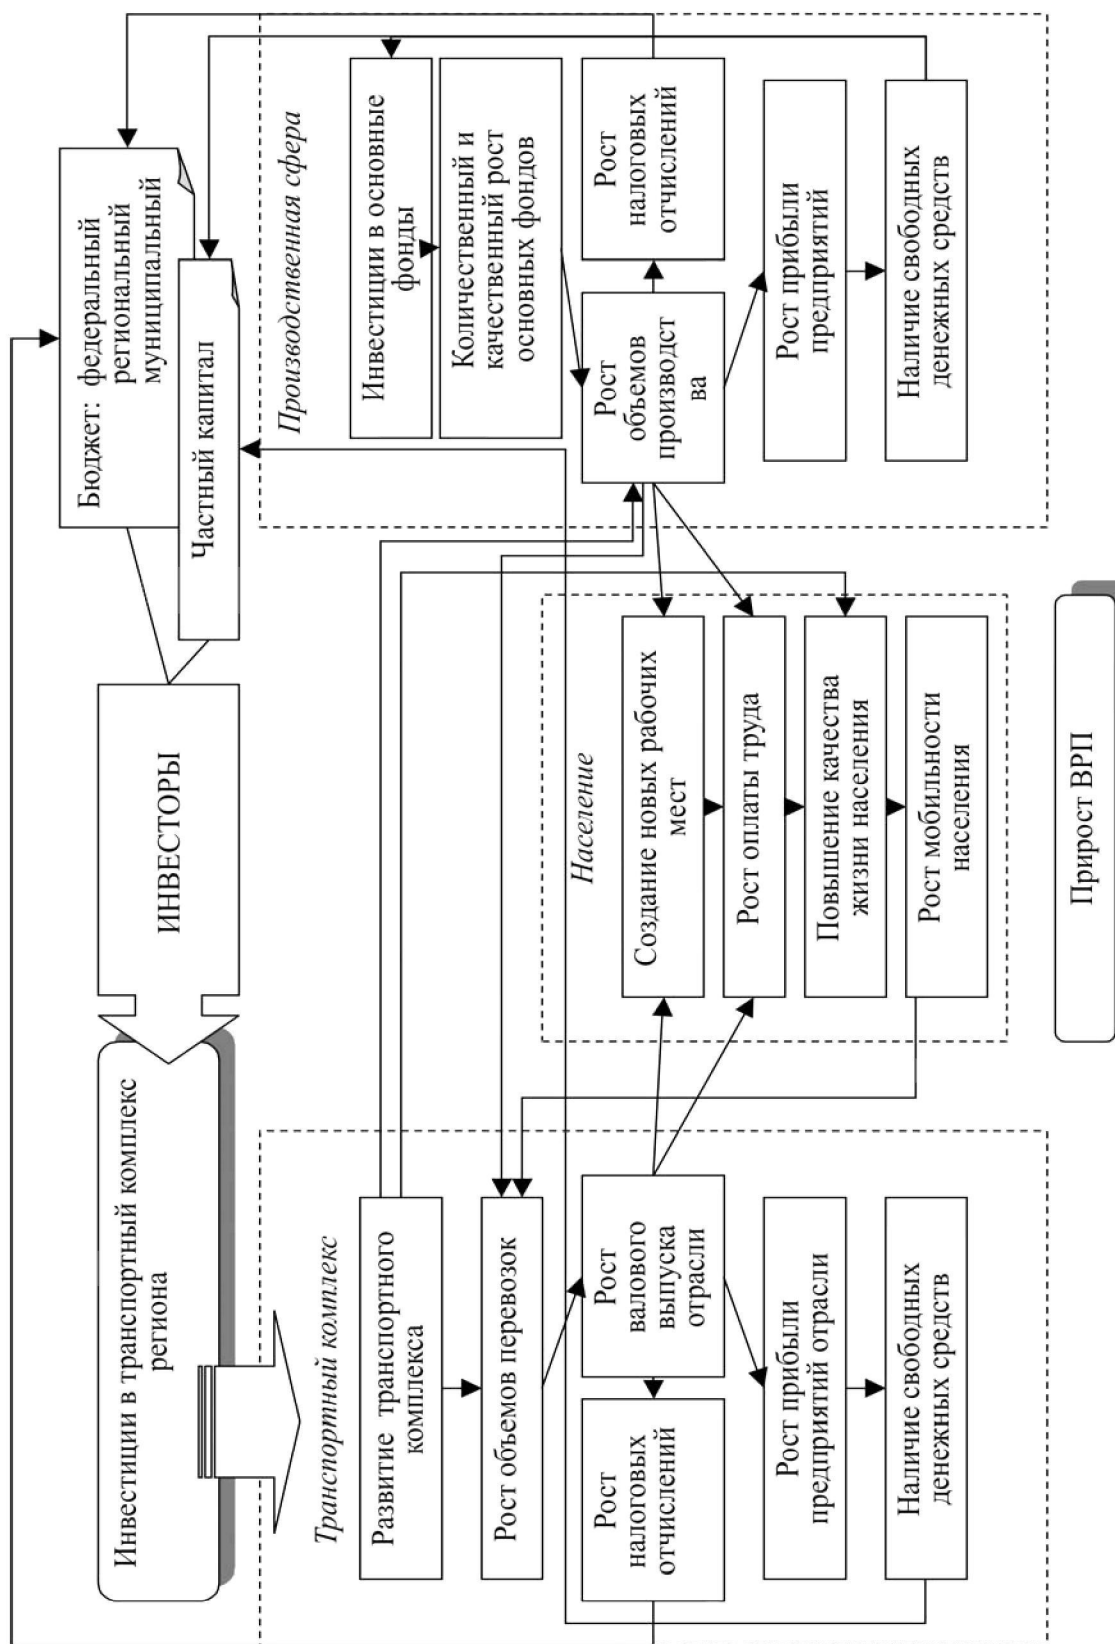 Инвестиции в транспортный комплекс
региона
ИНВЕСТОРЫ
Бюджет: федеральный
региональный
муниципальный
Частный капитал
Транспортный комплекс
Развитие транспортного
комплекса
Рост объемов перевозок
Рост
налоговых
отчислений
Рост
валового
выпуска
отрасли
Рост прибыли
предприятий отрасли
Наличие свободных
денежных средств
Население
Создание новых рабочих
мест
Рост оплаты труда
Повышение качества
жизни населения
Рост мобильности
населения
Производственная сфера
Инвестиции в основные
фонды
Количественный и
качественный рост
основных фондов
Рост
объемов
производст
ва
Рост
налоговых
отчислений
Рост прибыли
предприятий
Наличие свободных
денежных средств
Прирост ВРП